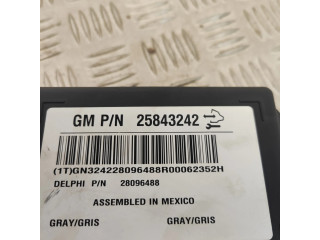 GM P/N 25843242
(1T)GN324228096488R00062352H
DELPHI P/N 28096488
ASSEMBLED IN MEXICO
GRAY/GRIS GRAY/GRIS